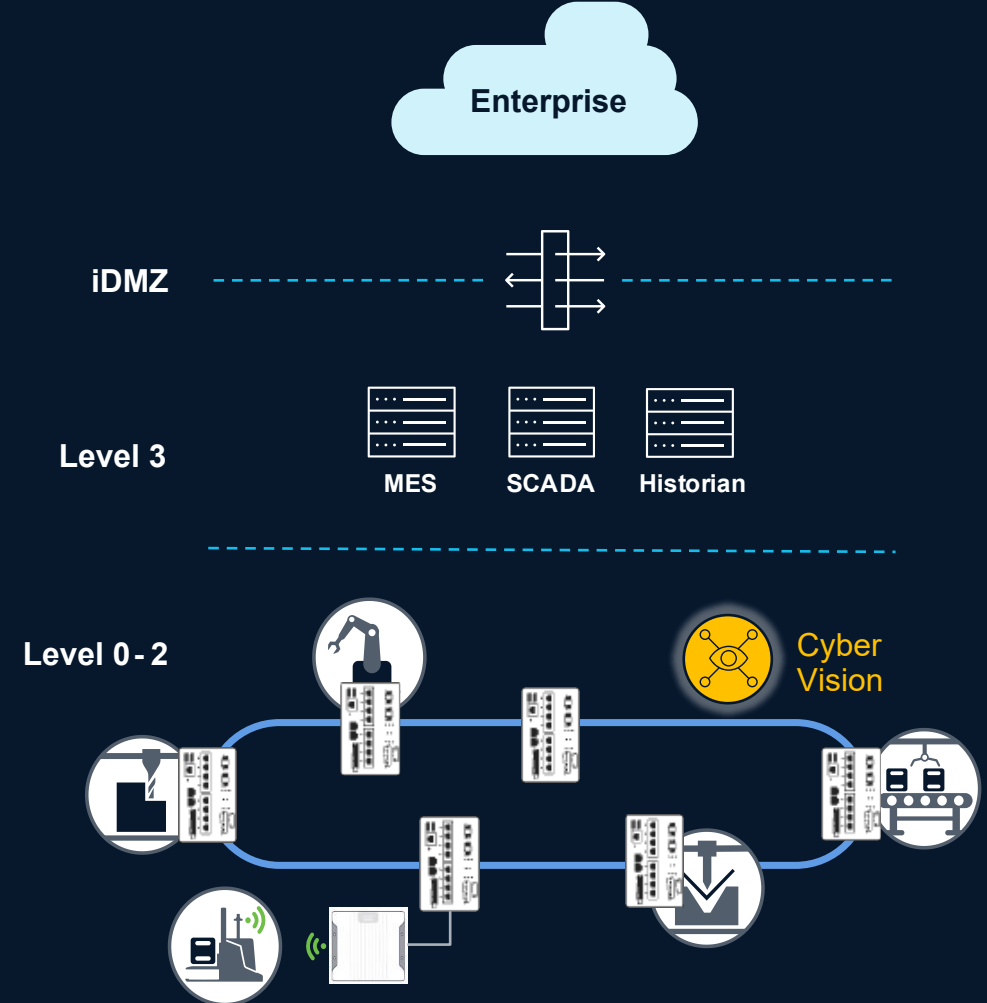 Enterprise
iDMZ
Level 3
MES
SCADA
Historian
Level 0 - 2
Cyber
Vision